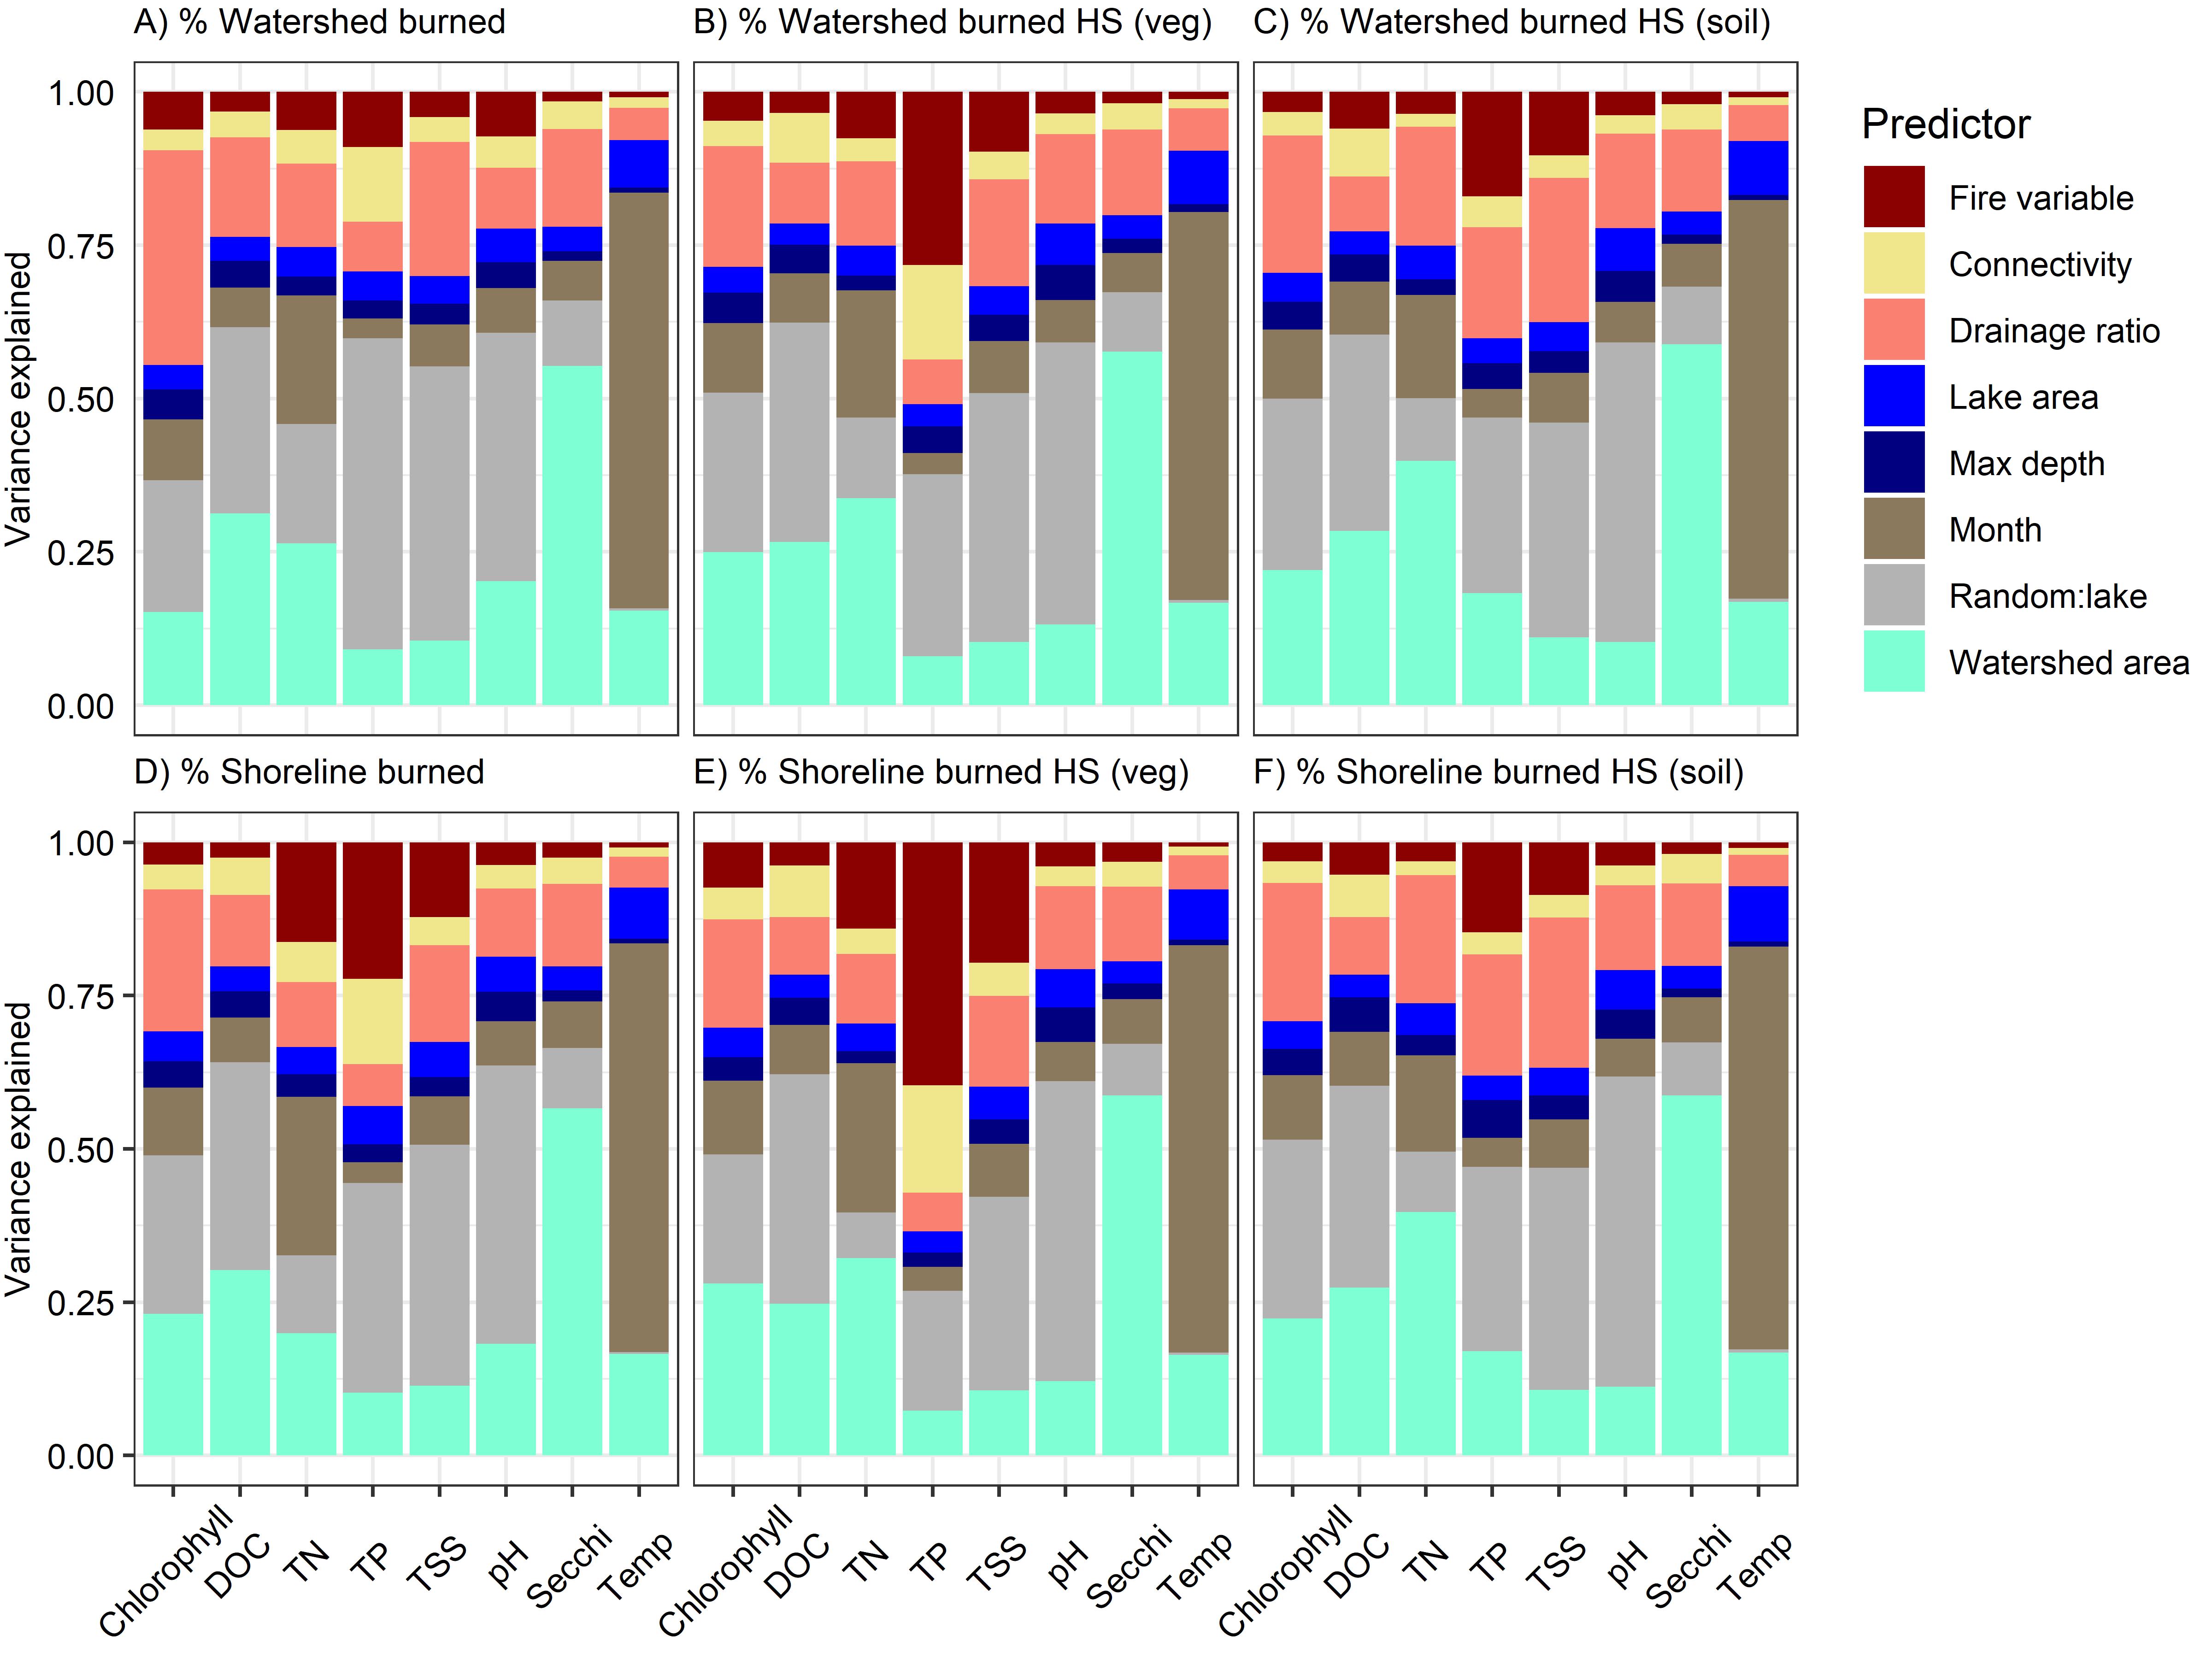 A) % Watershed burned
B) % Watershed burned HS (veg)
C) % Watershed burned HS (soil)
Variance explained
1.00
0.75
0.50
0.25
0.00
Predictor
Fire variable
Connectivity
Drainage ratio
Lake area
Max depth
Month
Random:lake
Watershed area
D) % Shoreline burned
E) % Shoreline burned HS (veg)
F) % Shoreline burned HS (soil)
Variance explained
1.00
0.75
0.50
0.25
0.00
Chlorophyll
DOC
TN
TP
TSS
pH
Secchi
Temp
Chlorophyll
DOC
TN
TP
TSS
pH
Secchi
Temp
Chlorophyll
DOC
TN
TP
TSS
pH
Secchi
Temp